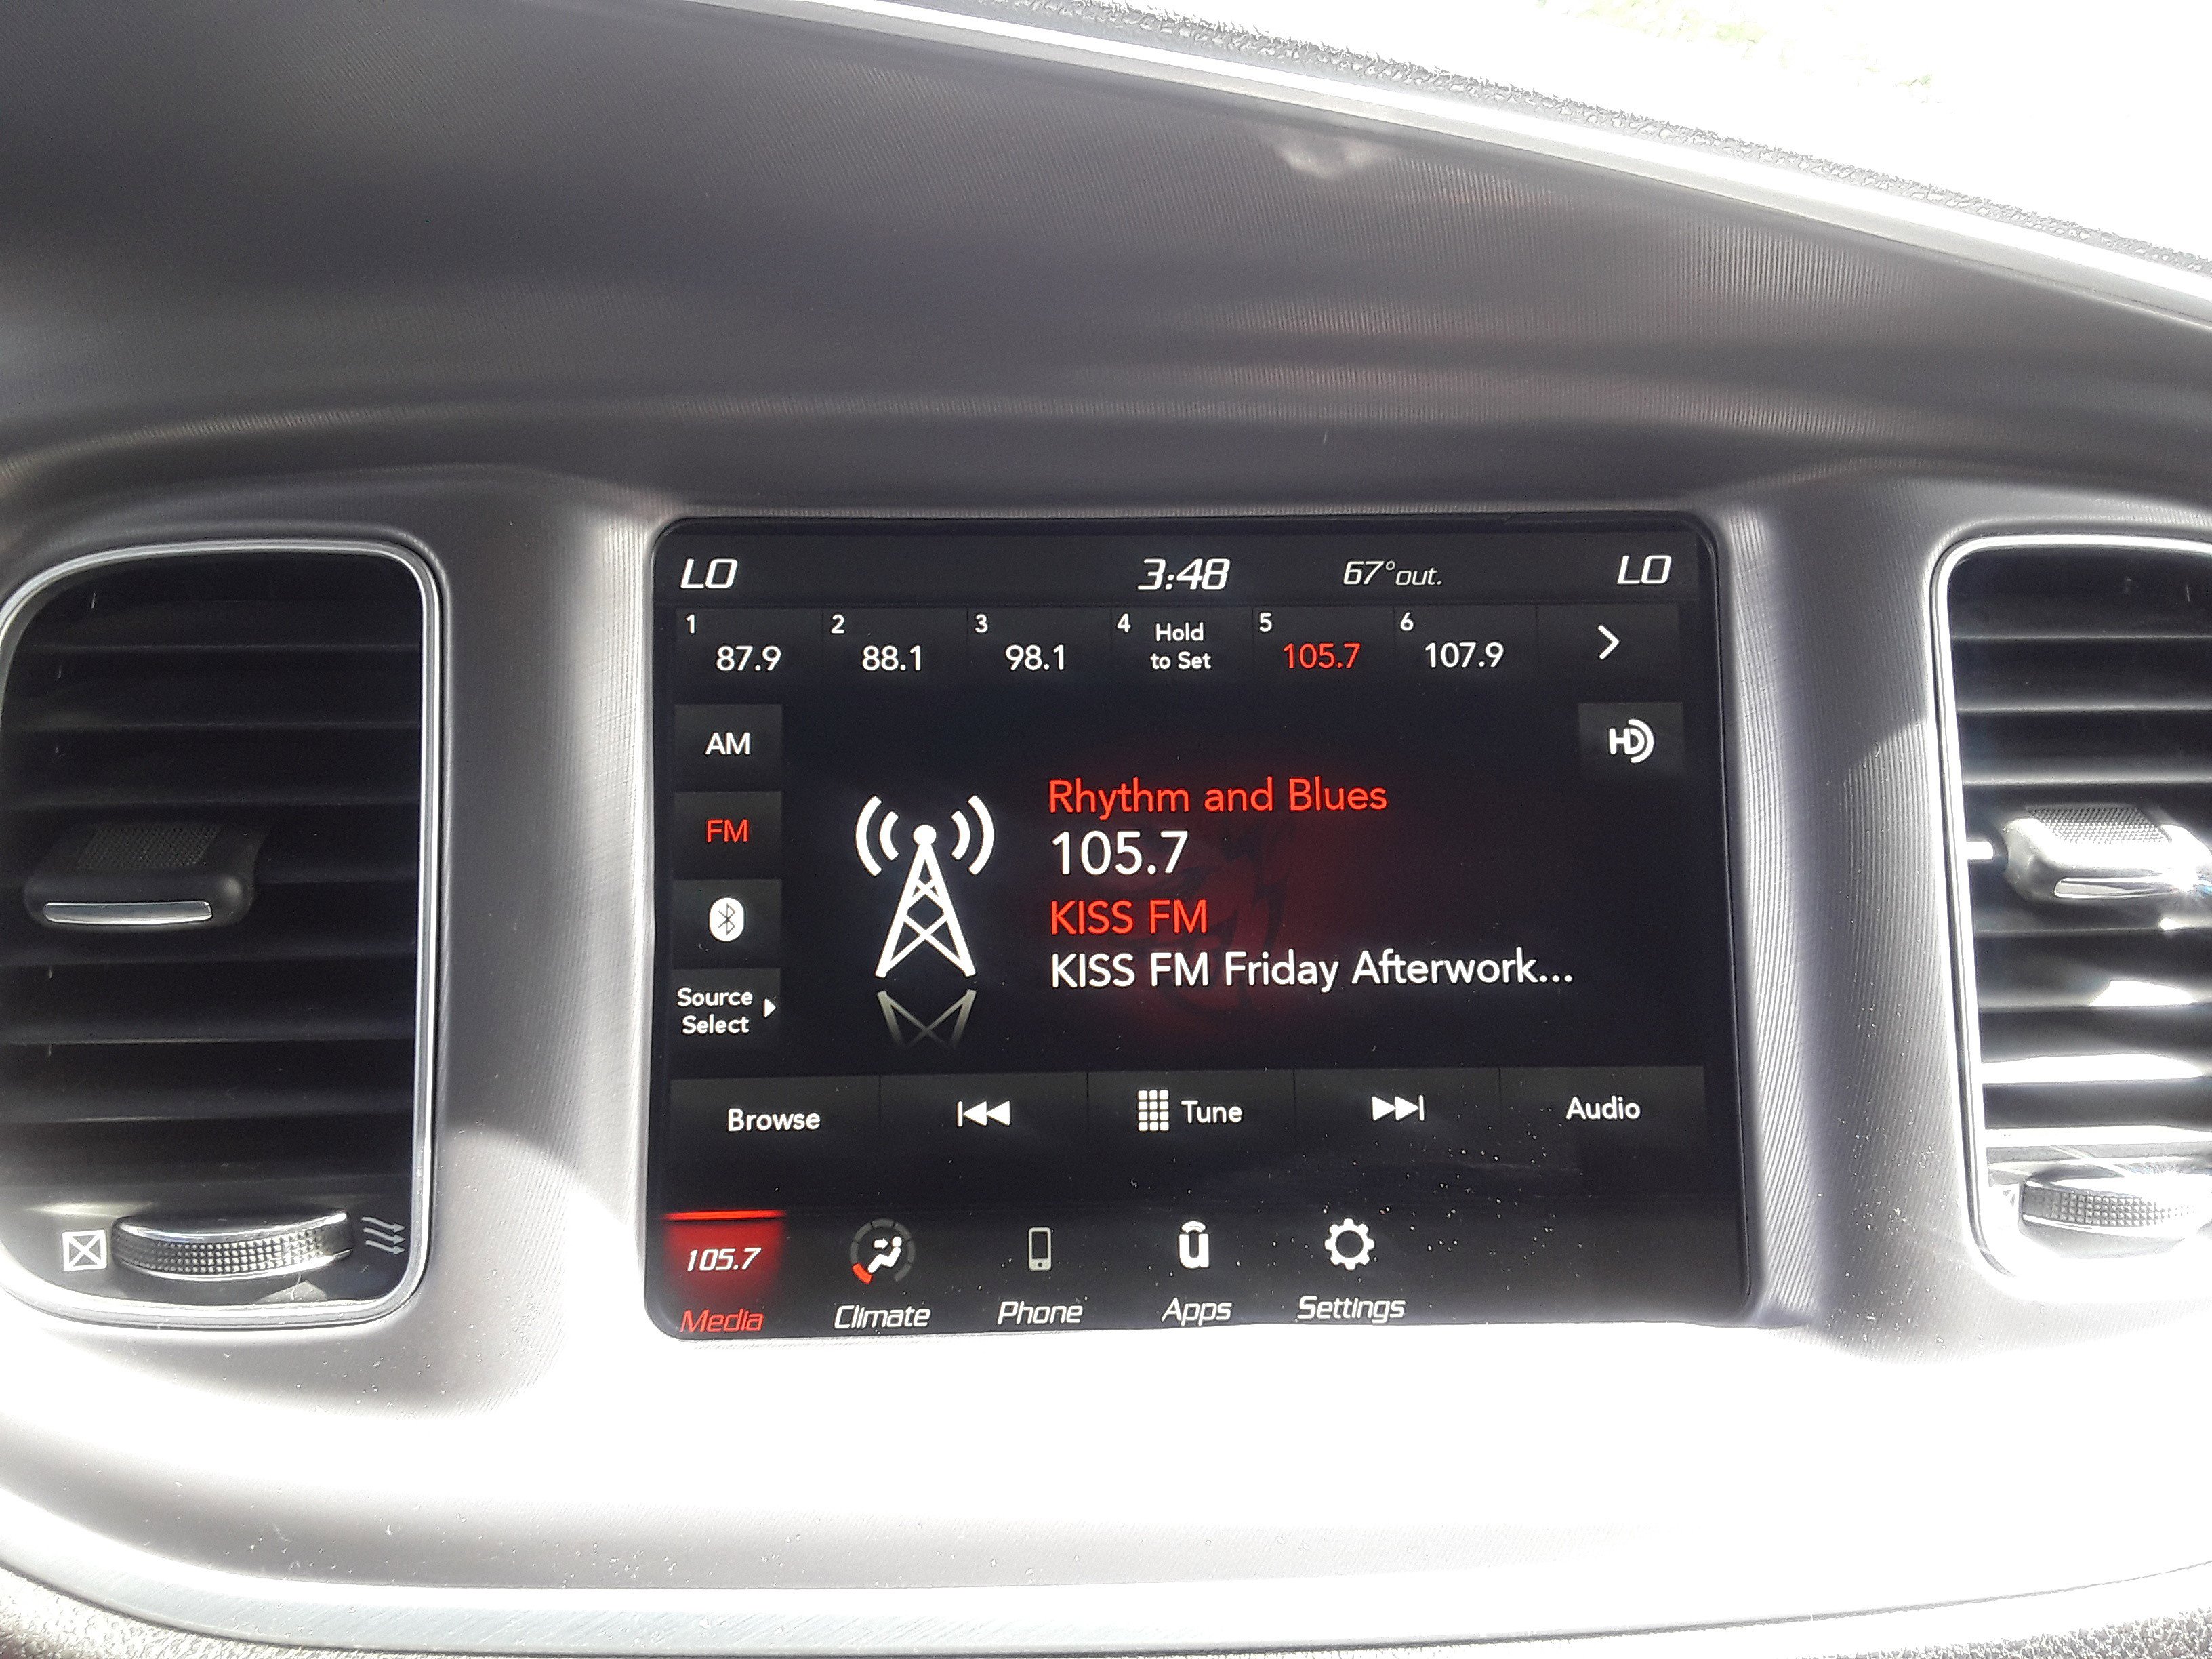 LO 3:48 67°out. LO
1 87.9 2 88.1 3 98.1 4 Hold to Set 5 105.7 6 107.9
AM
HD
FM
Rhythm and Blues
105.7
KISS FM
KISS FM Friday Afterwork...
Source
Select
Browse Tune Audio
105.7
Media Climate Phone Apps Settings